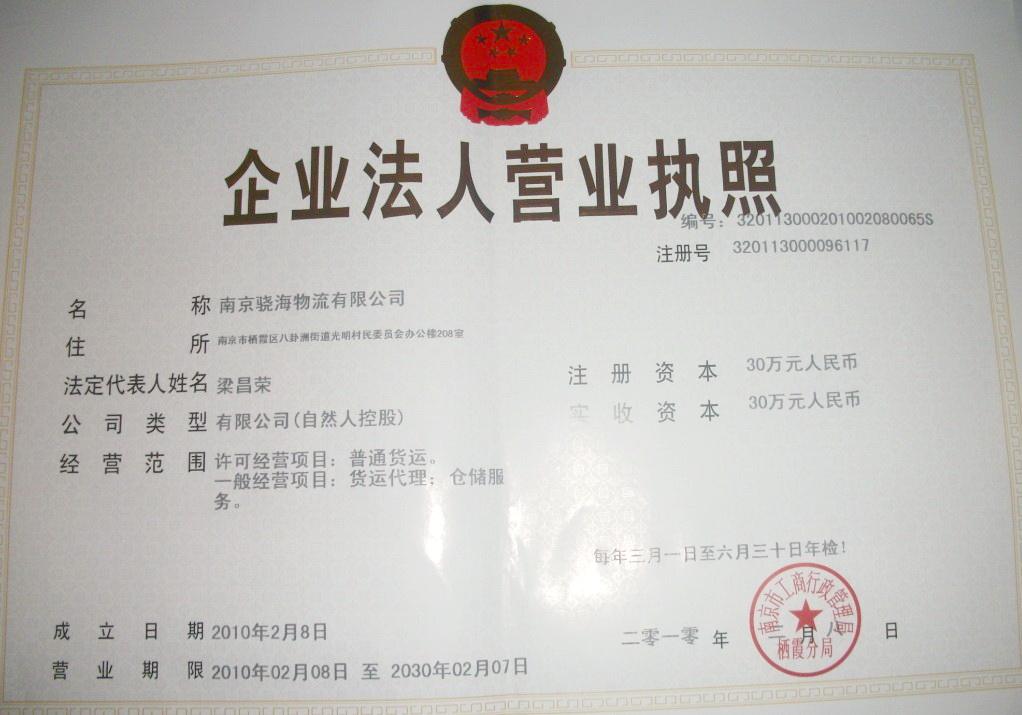 企业法人营业执照
编号：320113000201002080065S
注册号 320113000096117
名称 南京骁海物流有限公司
住所 南京市栖霞区八卦洲街道光明村民委员会办公楼208室
法定代表人姓名 梁昌荣
注册资本 30万元人民币
公司类型 有限公司(自然人控股)
实收资本 30万元人民币
经营范围 许可经营项目：普通货运。
一般经营项目：货运代理；仓储服
务。
每年三月一日至六月三十日年检！
南京市工商行政管理局
栖霞分局
成立日期 2010年2月8日
二零一零 年 二 月 八 日
营业期限 2010年02月08日 至 2030年02月07日